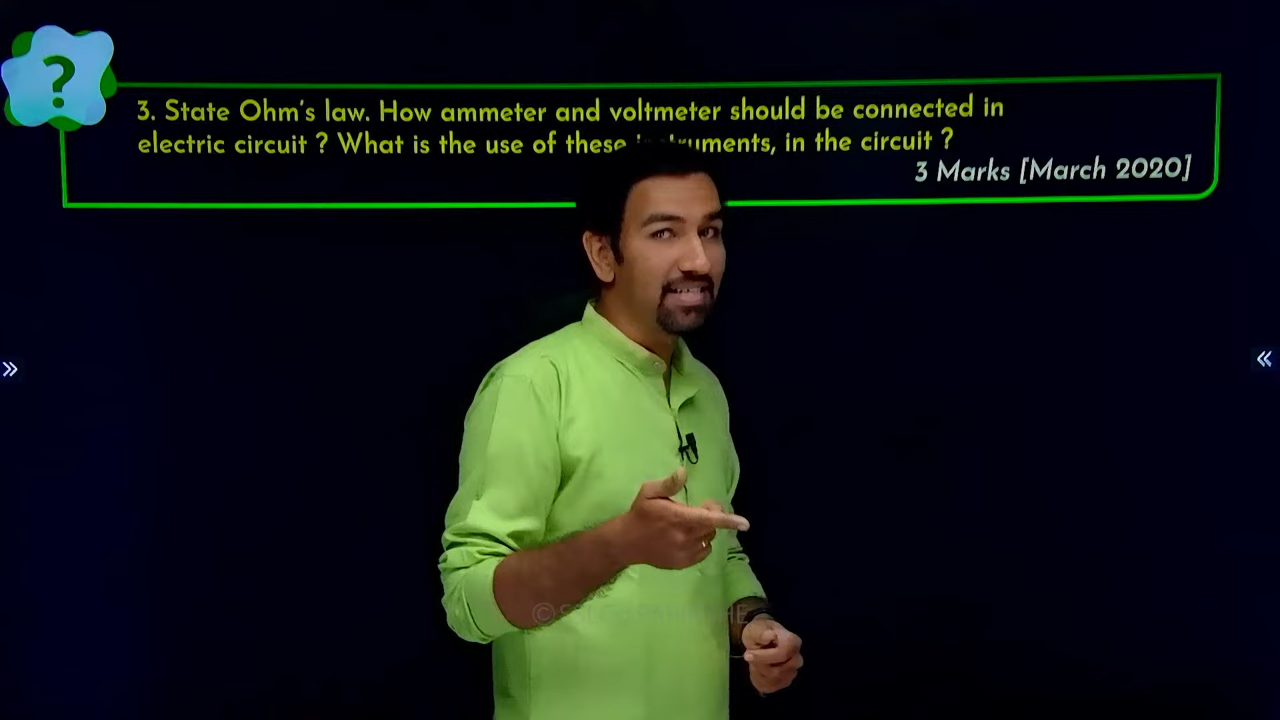 ?
3. State Ohm's law. How ammeter and voltmeter should be connected in
electric circuit ? What is the use of these instruments, in the circuit ?
3 Marks [March 2020]